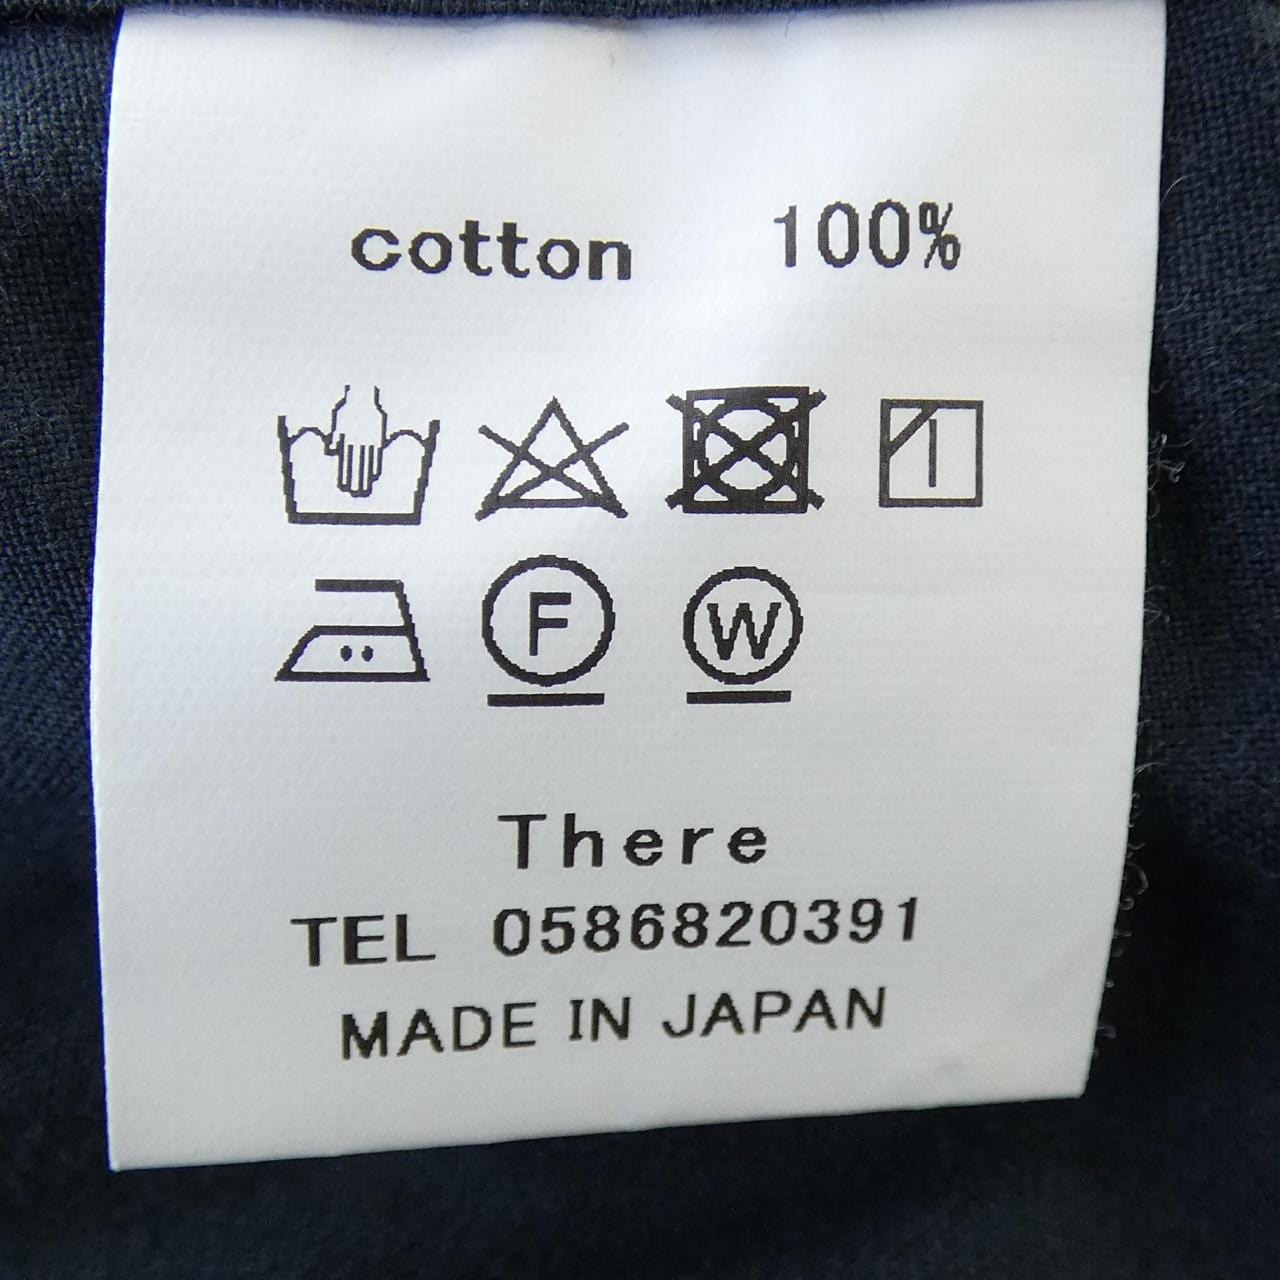 cotton 100%
F W
There
TEL 0586820391
MADE IN JAPAN